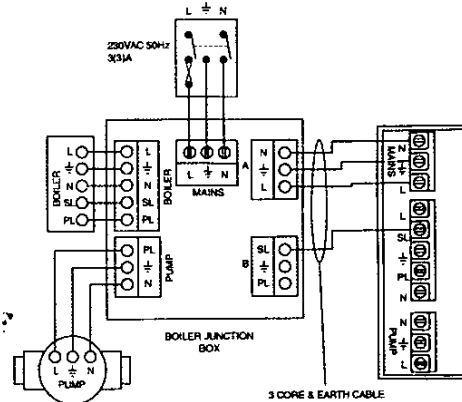 L ⏚ N
230VAC 50Hz
3(3)A
L ⏚ N
MAINS
BOILER
L
⏚
N
SL
PL
L
⏚
N
SL
PL
BOILER
A
N
⏚
L
B
SL
⏚
PL
PL
⏚
N
PUMP
L ⏚ N
PUMP
BOILER JUNCTION
BOX
3 CORE & EARTH CABLE
MAINS
N
⏚
L
L
SL
⏚
PL
N
PUMP
N
⏚
L